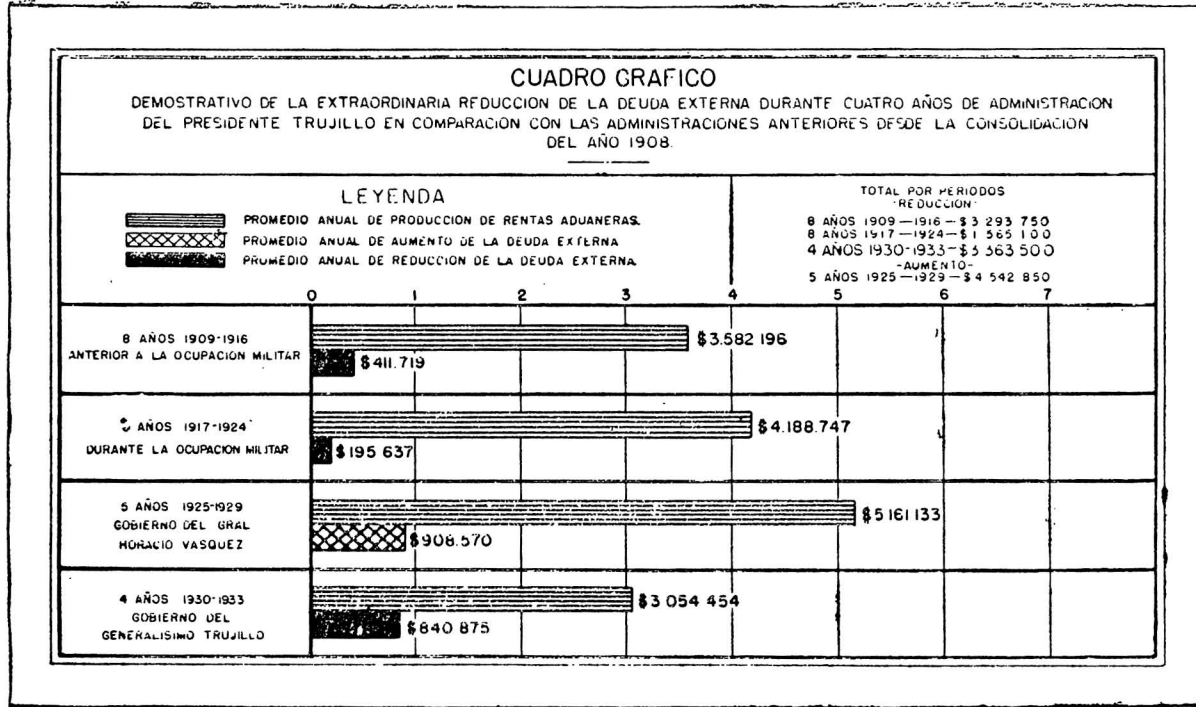 CUADRO GRAFICO
DEMOSTRATIVO DE LA EXTRAORDINARIA REDUCCION DE LA DEUDA EXTERNA DURANTE CUATRO AÑOS DE ADMINISTRACION
DEL PRESIDENTE TRUJILLO EN COMPARACION CON LAS ADMINISTRACIONES ANTERIORES DESDE LA CONSOLIDACION
DEL AÑO 1908.
LEYENDA
PROMEDIO ANUAL DE PRODUCCION DE RENTAS ADUANERAS.
PROMEDIO ANUAL DE AUMENTO DE LA DEUDA EXTERNA
PROMEDIO ANUAL DE REDUCCION DE LA DEUDA EXTERNA
TOTAL POR PERIODOS
-REDUCCION-
8 AÑOS 1909—1916—$3 293 750
8 AÑOS 1917—1924—$1 565 100
4 AÑOS 1930-1933—$3 363 500
-AUMENTO-
5 AÑOS 1925—1929—$4 542 850
0 1 2 3 4 5 6 7
8 AÑOS 1909-1916
ANTERIOR A LA OCUPACION MILITAR
$3.582 196
$411.719
AÑOS 1917-1924
DURANTE LA OCUPACION MILITAR
$4.188.747
$195 637
5 AÑOS 1925-1929
GOBIERNO DEL GRAL
HORACIO VASQUEZ
$5 161 133
$908.570
4 AÑOS 1930-1933
GOBIERNO DEL
GENERALISIMO TRUJILLO
$3 054 454
$840 875